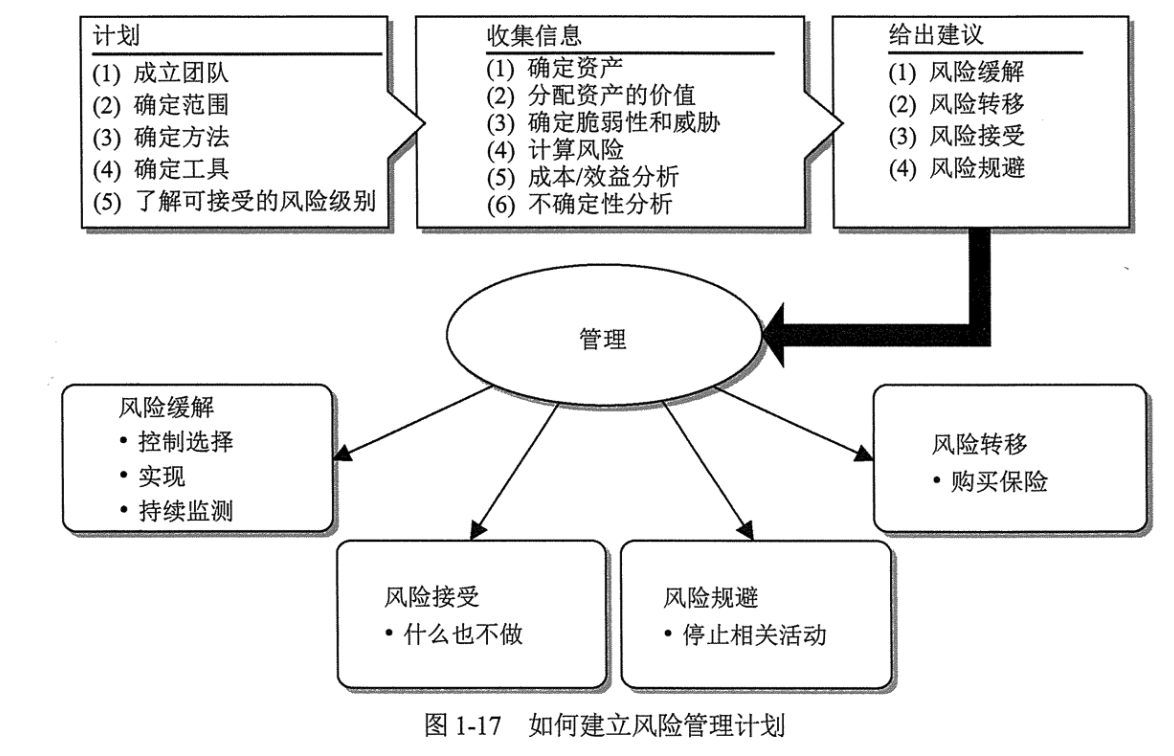 计划
(1) 成立团队
(2) 确定范围
(3) 确定方法
(4) 确定工具
(5) 了解可接受的风险级别
收集信息
(1) 确定资产
(2) 分配资产的价值
(3) 确定脆弱性和威胁
(4) 计算风险
(5) 成本/效益分析
(6) 不确定性分析
给出建议
(1) 风险缓解
(2) 风险转移
(3) 风险接受
(4) 风险规避
管理
风险缓解
• 控制选择
• 实现
• 持续监测
风险接受
• 什么也不做
风险规避
• 停止相关活动
风险转移
• 购买保险
图 1-17 如何建立风险管理计划